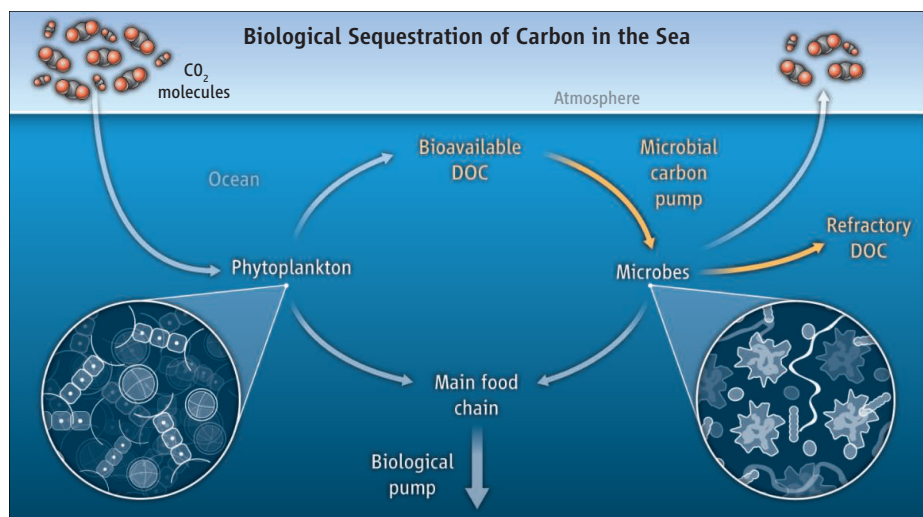 Biological Sequestration of Carbon in the Sea
CO2
molecules
Atmosphere
Ocean
Bioavailable
DOC
Microbial
carbon
pump
Refractory
DOC
Phytoplankton
Microbes
Main food
chain
Biological
pump